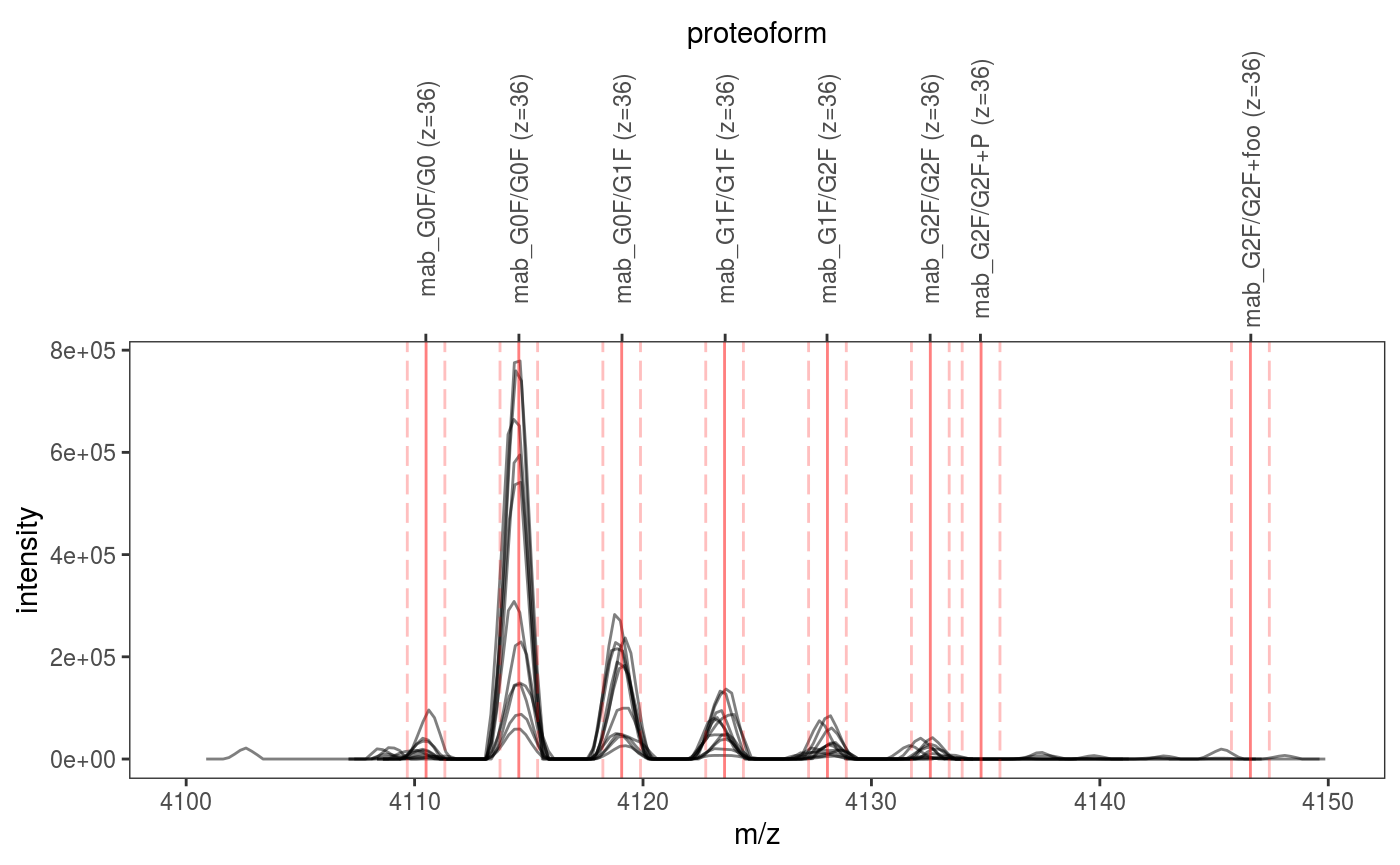 proteoform
mab_G0F/G0 (z=36)
mab_G0F/G0F (z=36)
mab_G0F/G1F (z=36)
mab_G1F/G1F (z=36)
mab_G1F/G2F (z=36)
mab_G2F/G2F (z=36)
mab_G2F/G2F+P (z=36)
mab_G2F/G2F+foo (z=36)
8e+05
6e+05
4e+05
2e+05
0e+00
intensity
4100
4110
4120
4130
4140
4150
m/z